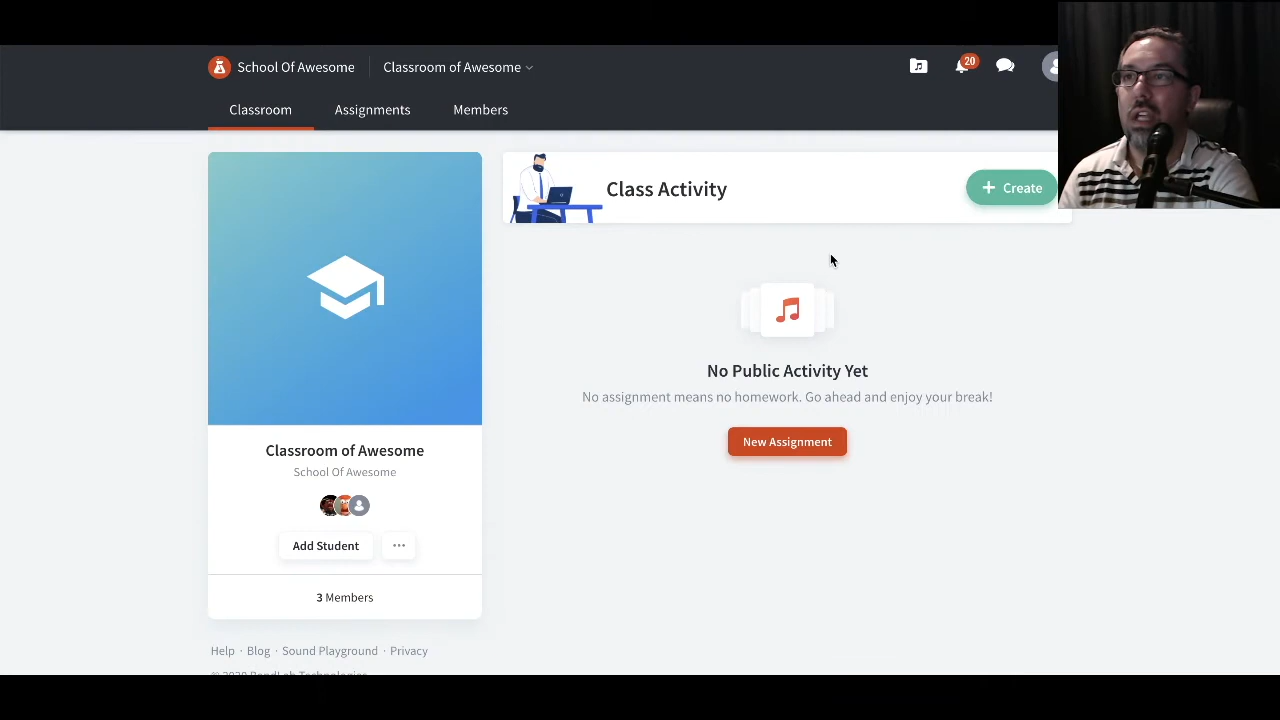 School Of Awesome
Classroom of Awesome
20
Classroom
Assignments
Members
Class Activity
+ Create
No Public Activity Yet
No assignment means no homework. Go ahead and enjoy your break!
New Assignment
Classroom of Awesome
School Of Awesome
Add Student
3 Members
Help · Blog · Sound Playground · Privacy